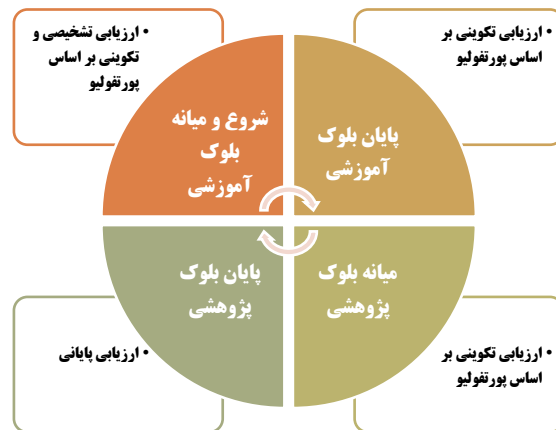 • ارزیابی تکوینی بر
اساس پورتفولیو
• ارزیابی تشخیصی و
تکوینی بر اساس
پورتفولیو
پایان بلوک
آموزشی
شروع و میانه
بلوک
آموزشی
میانه بلوک
پژوهشی
پایان بلوک
پژوهشی
• ارزیابی تکوینی بر
اساس پورتفولیو
• ارزیابی پایانی